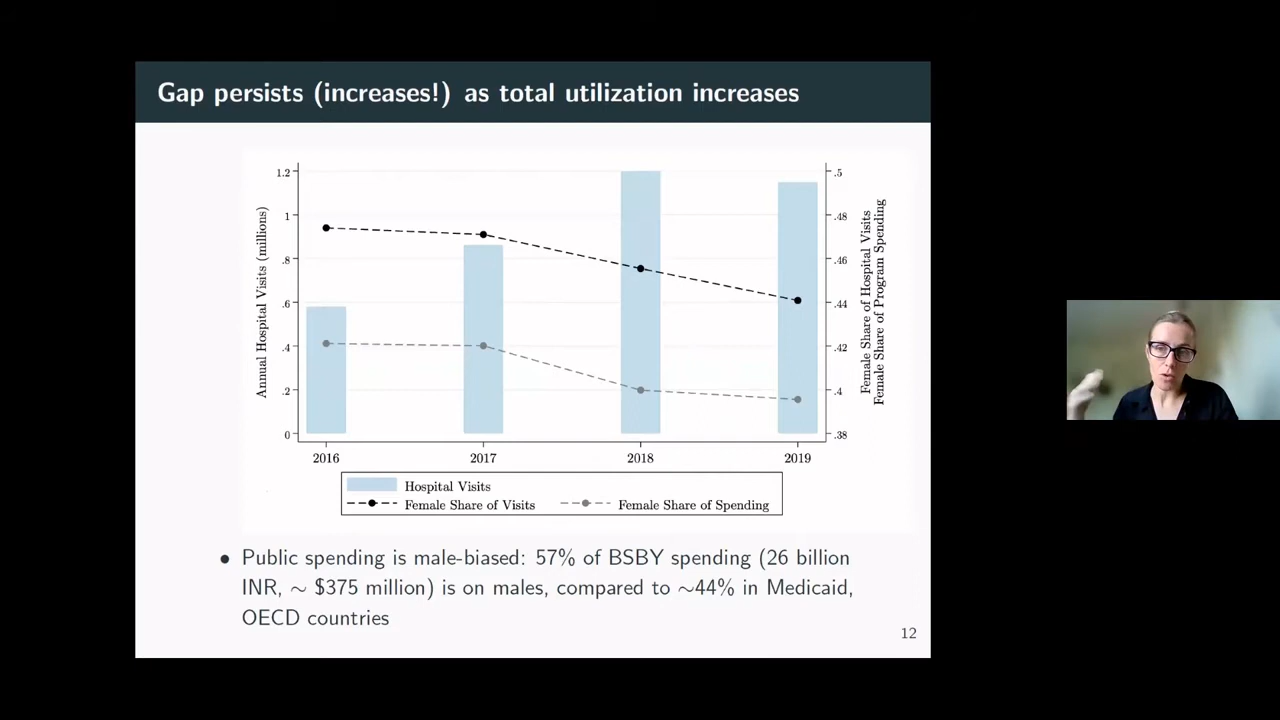 Gap persists (increases!) as total utilization increases
1.2
1
.8
.6
.4
.2
0
Annual Hospital Visits (millions)
.5
.48
.46
.44
.42
.4
.38
Female Share of Hospital Visits
Female Share of Program Spending
2016 2017 2018 2019
Hospital Visits
Female Share of Visits Female Share of Spending
• Public spending is male-biased: 57% of BSBY spending (26 billion
INR, ∼ $375 million) is on males, compared to ∼44% in Medicaid,
OECD countries
12